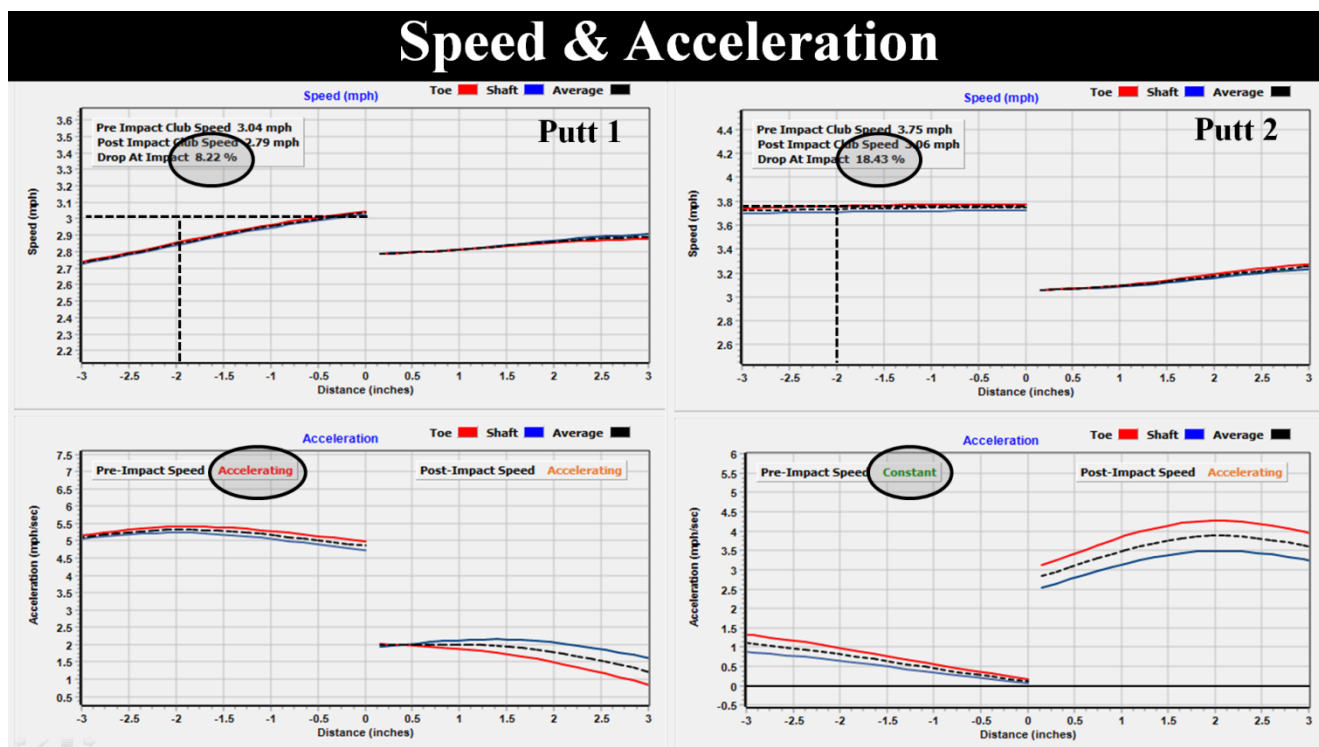 Speed & Acceleration
Speed (mph)
Toe Shaft Average
Putt 1
Pre Impact Club Speed 3.04 mph
Post Impact Club Speed 2.79 mph
Drop At Impact 8.22 %
Speed (mph)
3.6
3.5
3.4
3.3
3.2
3.1
3
2.9
2.8
2.7
2.6
2.5
2.4
2.3
2.2
-3 -2.5 -2 -1.5 -1 -0.5 0 0.5 1 1.5 2 2.5 3
Distance (inches)
Speed (mph)
Toe Shaft Average
Putt 2
Pre Impact Club Speed 3.75 mph
Post Impact Club Speed 3.06 mph
Drop At Impact 18.43 %
Speed (mph)
4.4
4.2
4
3.8
3.6
3.4
3.2
3
2.8
2.6
-3 -2.5 -2 -1.5 -1 -0.5 0 0.5 1 1.5 2 2.5 3
Distance (inches)
Acceleration
Toe Shaft Average
Pre-Impact Speed Accelerating
Post-Impact Speed Accelerating
Acceleration (mph/sec)
7.5
7
6.5
6
5.5
5
4.5
4
3.5
3
2.5
2
1.5
1
0.5
-3 -2.5 -2 -1.5 -1 -0.5 0 0.5 1 1.5 2 2.5 3
Distance (inches)
Acceleration
Toe Shaft Average
Pre-Impact Speed Constant
Post-Impact Speed Accelerating
Acceleration (mph/sec)
6
5.5
5
4.5
4
3.5
3
2.5
2
1.5
1
0.5
0
-0.5
-3 -2.5 -2 -1.5 -1 -0.5 0 0.5 1 1.5 2 2.5 3
Distance (inches)